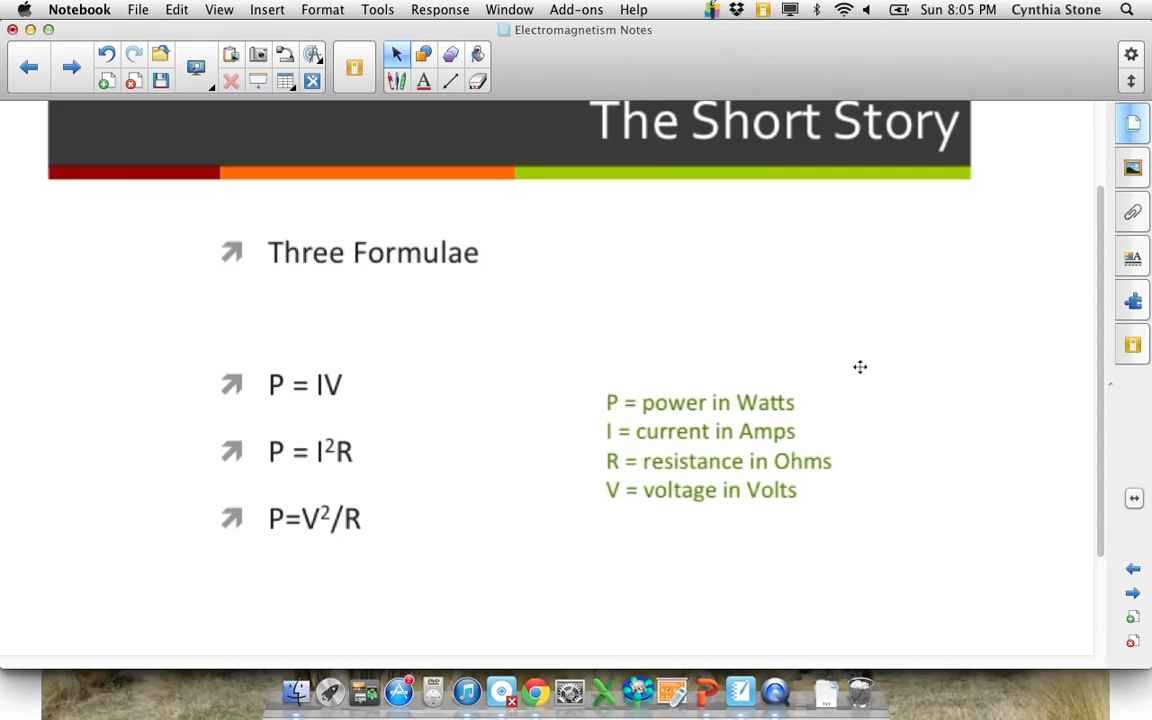 Notebook File Edit View Insert Format Tools Response Window Add-ons Help Sun 8:05 PM Cynthia Stone
Electromagnetism Notes
The Short Story
Three Formulae
P = IV
P = I²R
P=V²/R
P = power in Watts
I = current in Amps
R = resistance in Ohms
V = voltage in Volts